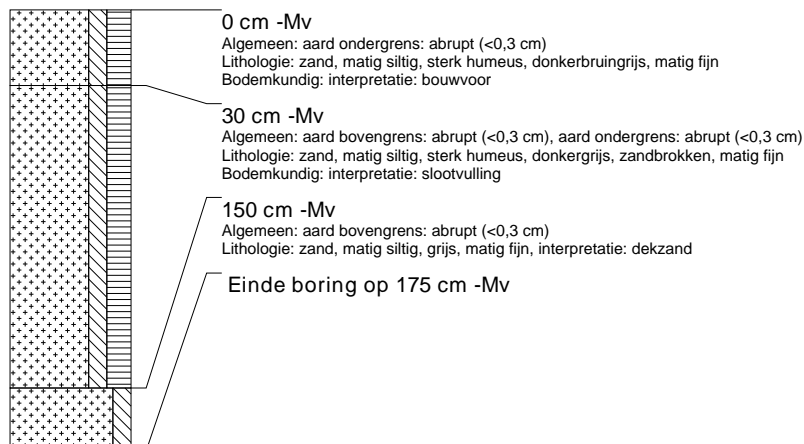 0 cm -Mv
Algemeen: aard ondergrens: abrupt (<0,3 cm)
Lithologie: zand, matig siltig, sterk humeus, donkerbruingrijs, matig fijn
Bodemkundig: interpretatie: bouwvoor
30 cm -Mv
Algemeen: aard bovengrens: abrupt (<0,3 cm), aard ondergrens: abrupt (<0,3 cm)
Lithologie: zand, matig siltig, sterk humeus, donkergrijs, zandbrokken, matig fijn
Bodemkundig: interpretatie: slootvulling
150 cm -Mv
Algemeen: aard bovengrens: abrupt (<0,3 cm)
Lithologie: zand, matig siltig, grijs, matig fijn, interpretatie: dekzand
Einde boring op 175 cm -Mv